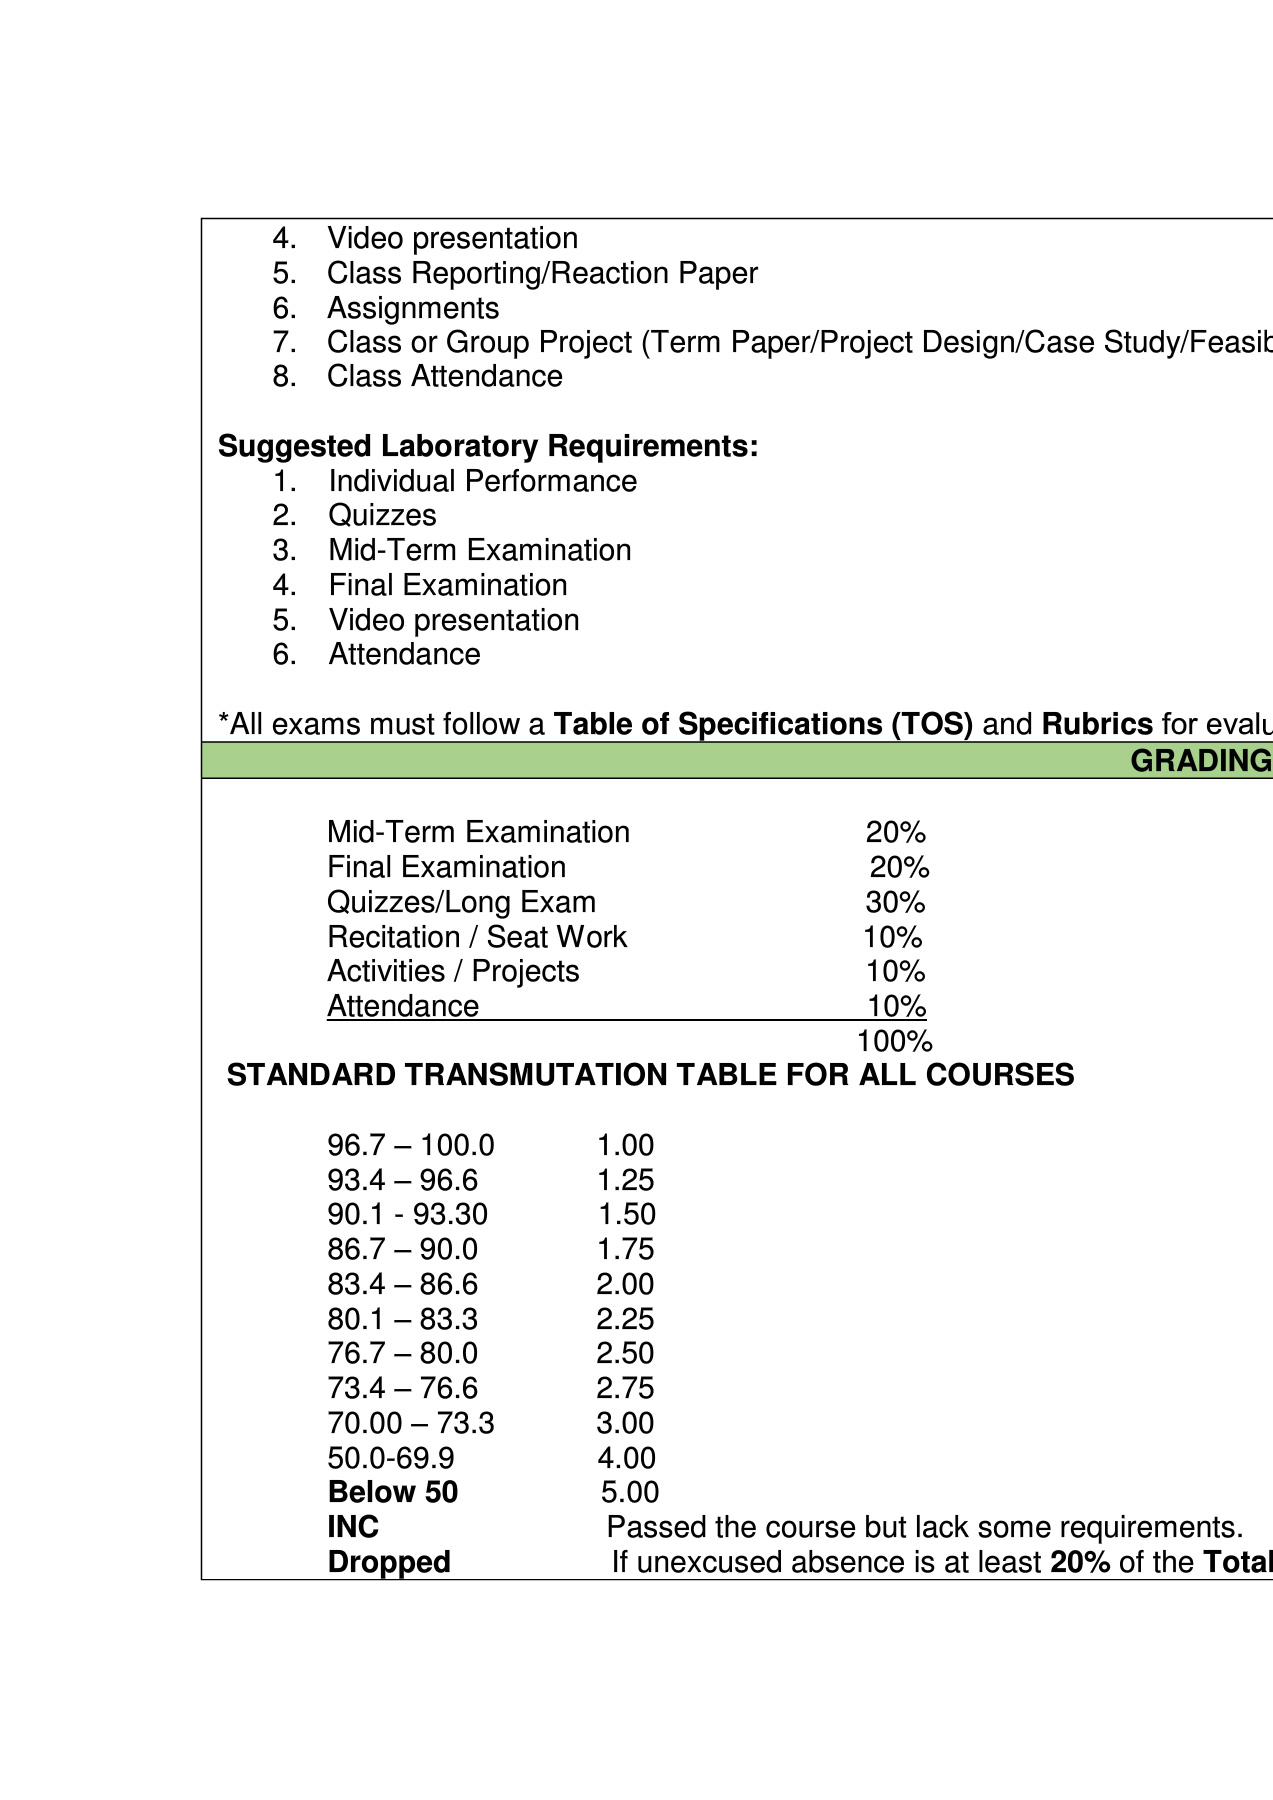 4. Video presentation
5. Class Reporting/Reaction Paper
6. Assignments
7. Class or Group Project (Term Paper/Project Design/Case Study/Feasib
8. Class Attendance
Suggested Laboratory Requirements:
1. Individual Performance
2. Quizzes
3. Mid-Term Examination
4. Final Examination
5. Video presentation
6. Attendance
*All exams must follow a Table of Specifications (TOS) and Rubrics for evalu
GRADING
Mid-Term Examination 20%
Final Examination 20%
Quizzes/Long Exam 30%
Recitation / Seat Work 10%
Activities / Projects 10%
Attendance 10%
100%
STANDARD TRANSMUTATION TABLE FOR ALL COURSES
96.7 – 100.0 1.00
93.4 – 96.6 1.25
90.1 - 93.30 1.50
86.7 – 90.0 1.75
83.4 – 86.6 2.00
80.1 – 83.3 2.25
76.7 – 80.0 2.50
73.4 – 76.6 2.75
70.00 – 73.3 3.00
50.0-69.9 4.00
Below 50 5.00
INC Passed the course but lack some requirements.
Dropped If unexcused absence is at least 20% of the Total